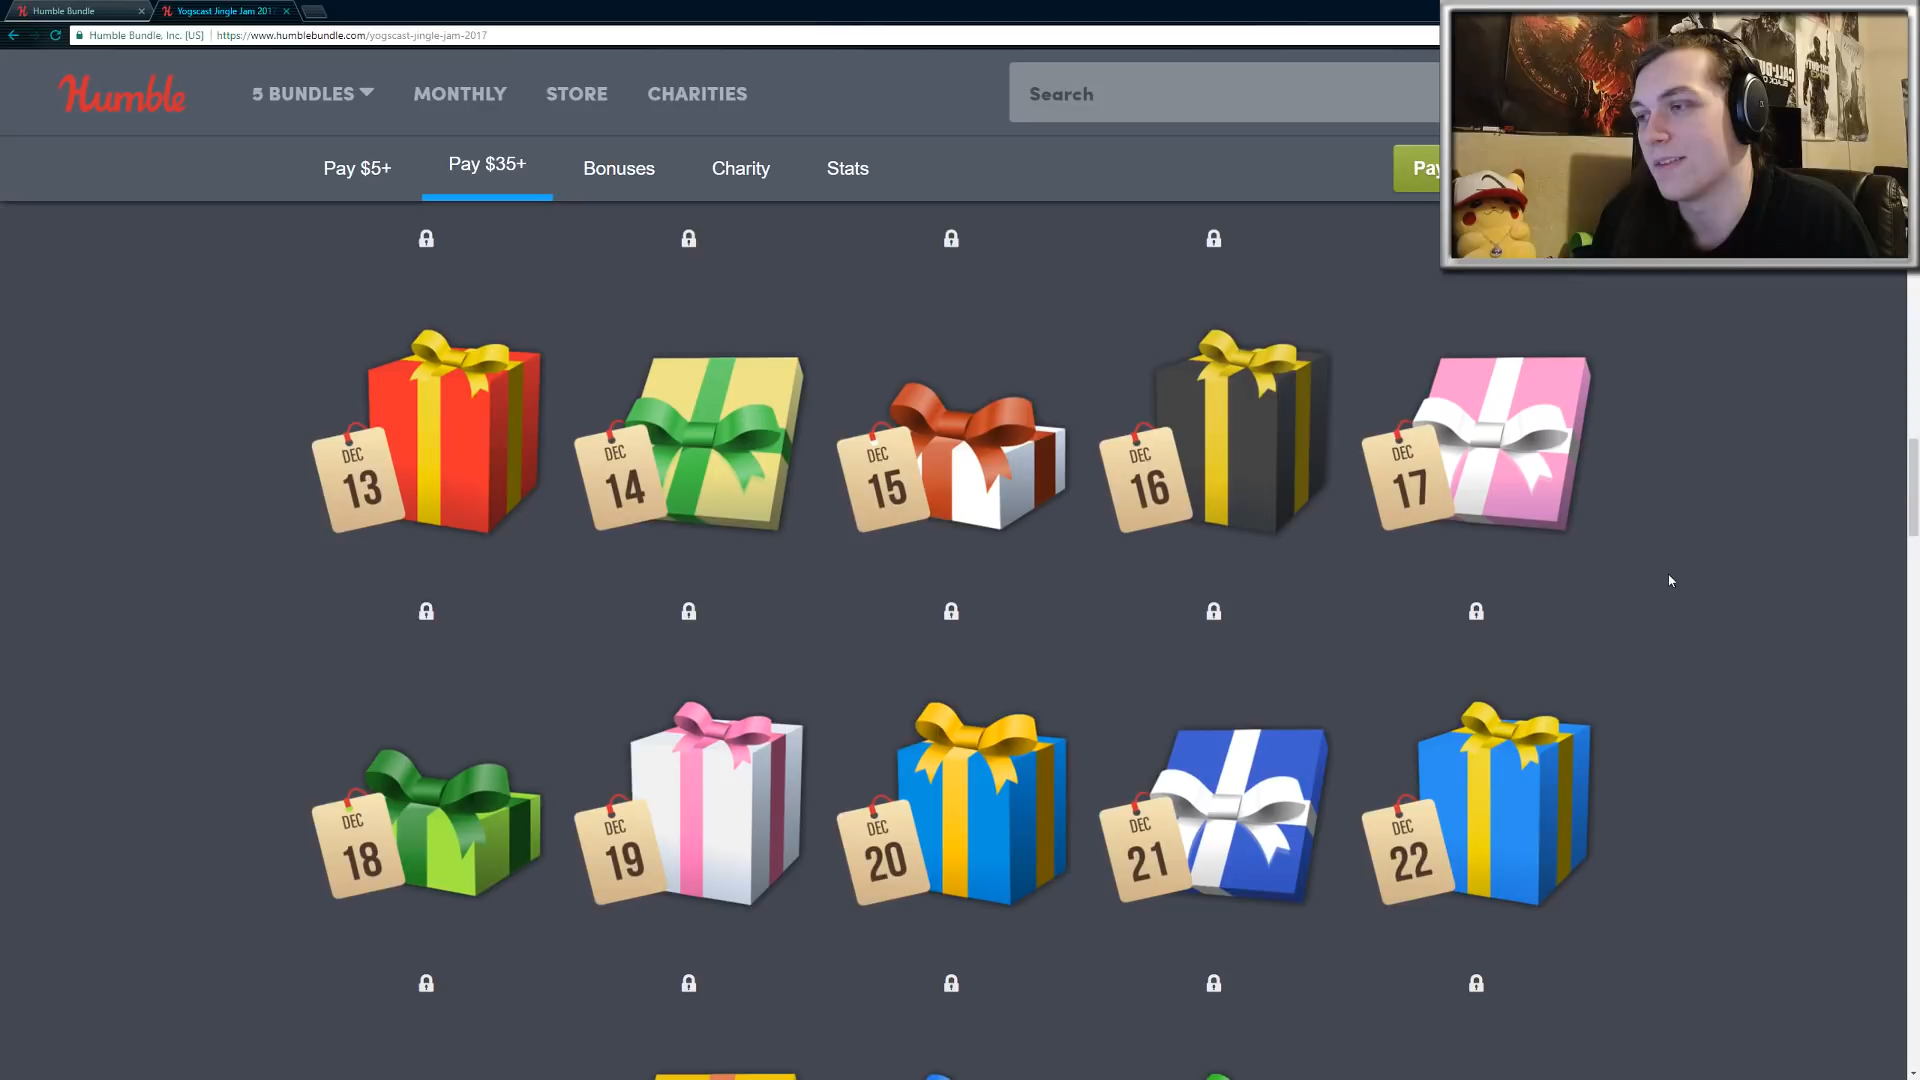 Humble Bundle
Yogscast Jingle Jam 201
Humble Bundle, Inc. [US]
https://www.humblebundle.com/yogscast-jingle-jam-2017
Humble
5 BUNDLES
MONTHLY
STORE
CHARITIES
Search
Pay $5+
Pay $35+
Bonuses
Charity
Stats
Pay
DEC
13
DEC
14
DEC
15
DEC
16
DEC
17
DEC
18
DEC
19
DEC
20
DEC
21
DEC
22